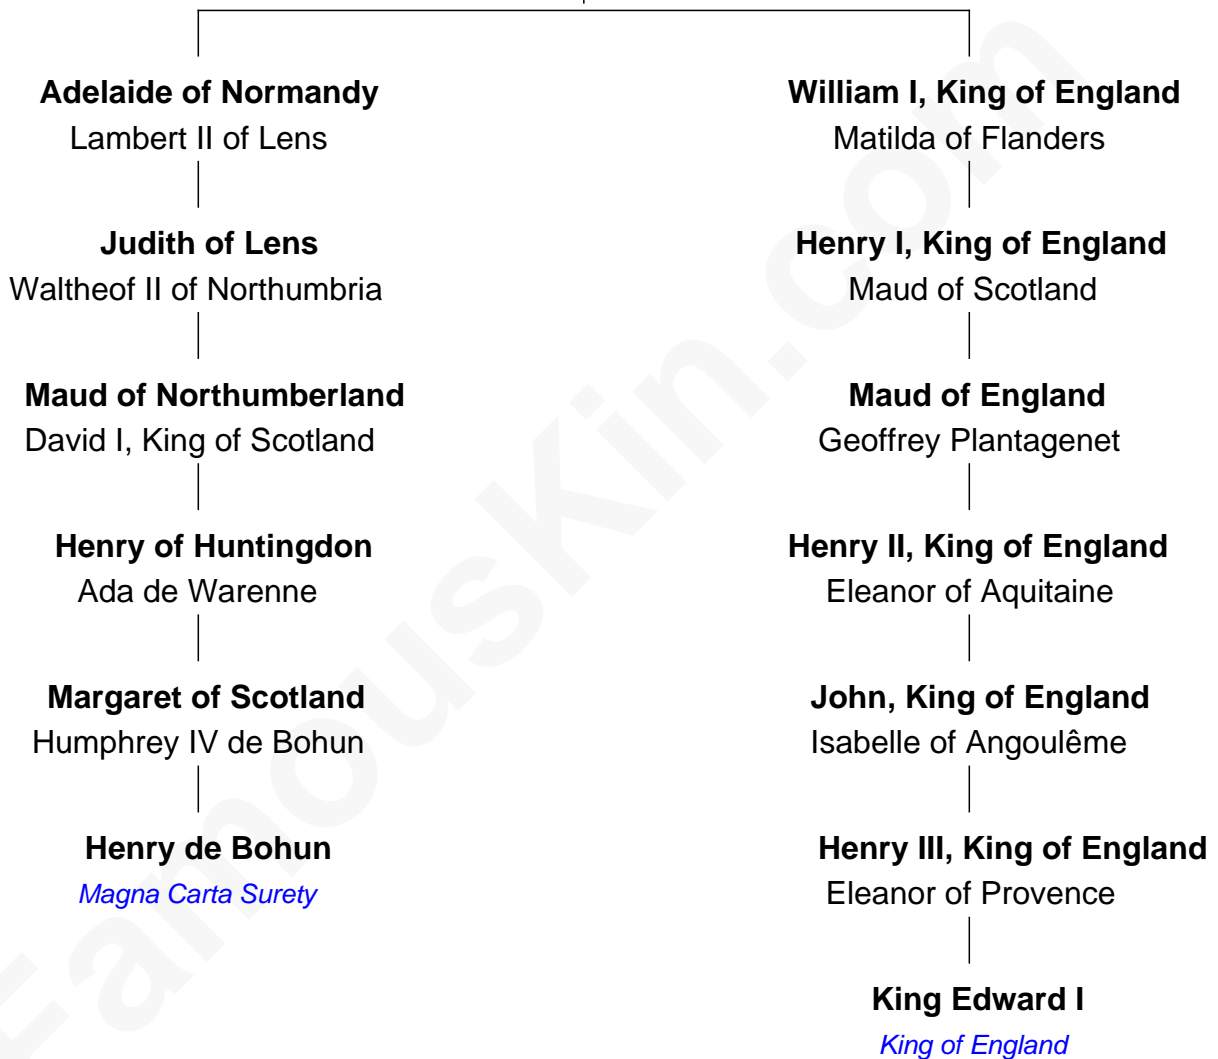 Adelaide of Normandy
Lambert II of Lens
Judith of Lens
Waltheof II of Northumbria
Maud of Northumberland
David I, King of Scotland
Henry of Huntingdon
Ada de Warenne
Margaret of Scotland
Humphrey IV de Bohun
Henry de Bohun
Magna Carta Surety
William I, King of England
Matilda of Flanders
Henry I, King of England
Maud of Scotland
Maud of England
Geoffrey Plantagenet
Henry II, King of England
Eleanor of Aquitaine
John, King of England
Isabelle of Angoulême
Henry III, King of England
Eleanor of Provence
King Edward I
King of England
FamousKin.com